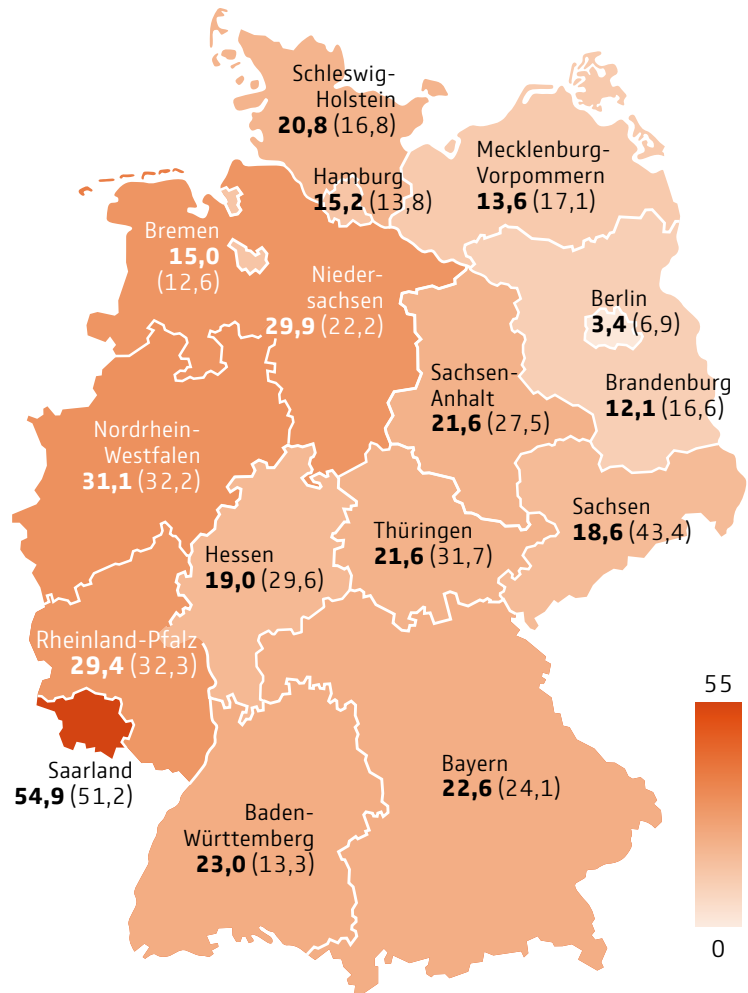 Schleswig-
Holstein
20,8 (16,8)
Mecklenburg-
Vorpommern
13,6 (17,1)
Hamburg
15,2 (13,8)
Bremen
15,0
(12,6)
Nieder-
sachsen
29,9 (22,2)
Berlin
3,4 (6,9)
Brandenburg
12,1 (16,6)
Sachsen-
Anhalt
21,6 (27,5)
Nordrhein-
Westfalen
31,1 (32,2)
Sachsen
18,6 (43,4)
Thüringen
21,6 (31,7)
Hessen
19,0 (29,6)
Rheinland-Pfalz
29,4 (32,3)
Saarland
54,9 (51,2)
Bayern
22,6 (24,1)
Baden-
Württemberg
23,0 (13,3)
55
0